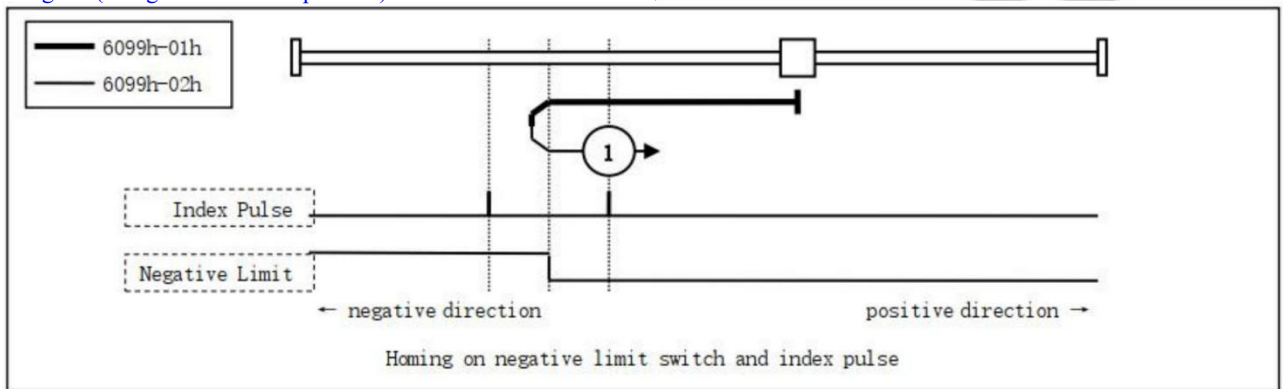 6099h-01h
6099h-02h
1
Index Pulse
Negative Limit
← negative direction
positive direction →
Homing on negative limit switch and index pulse